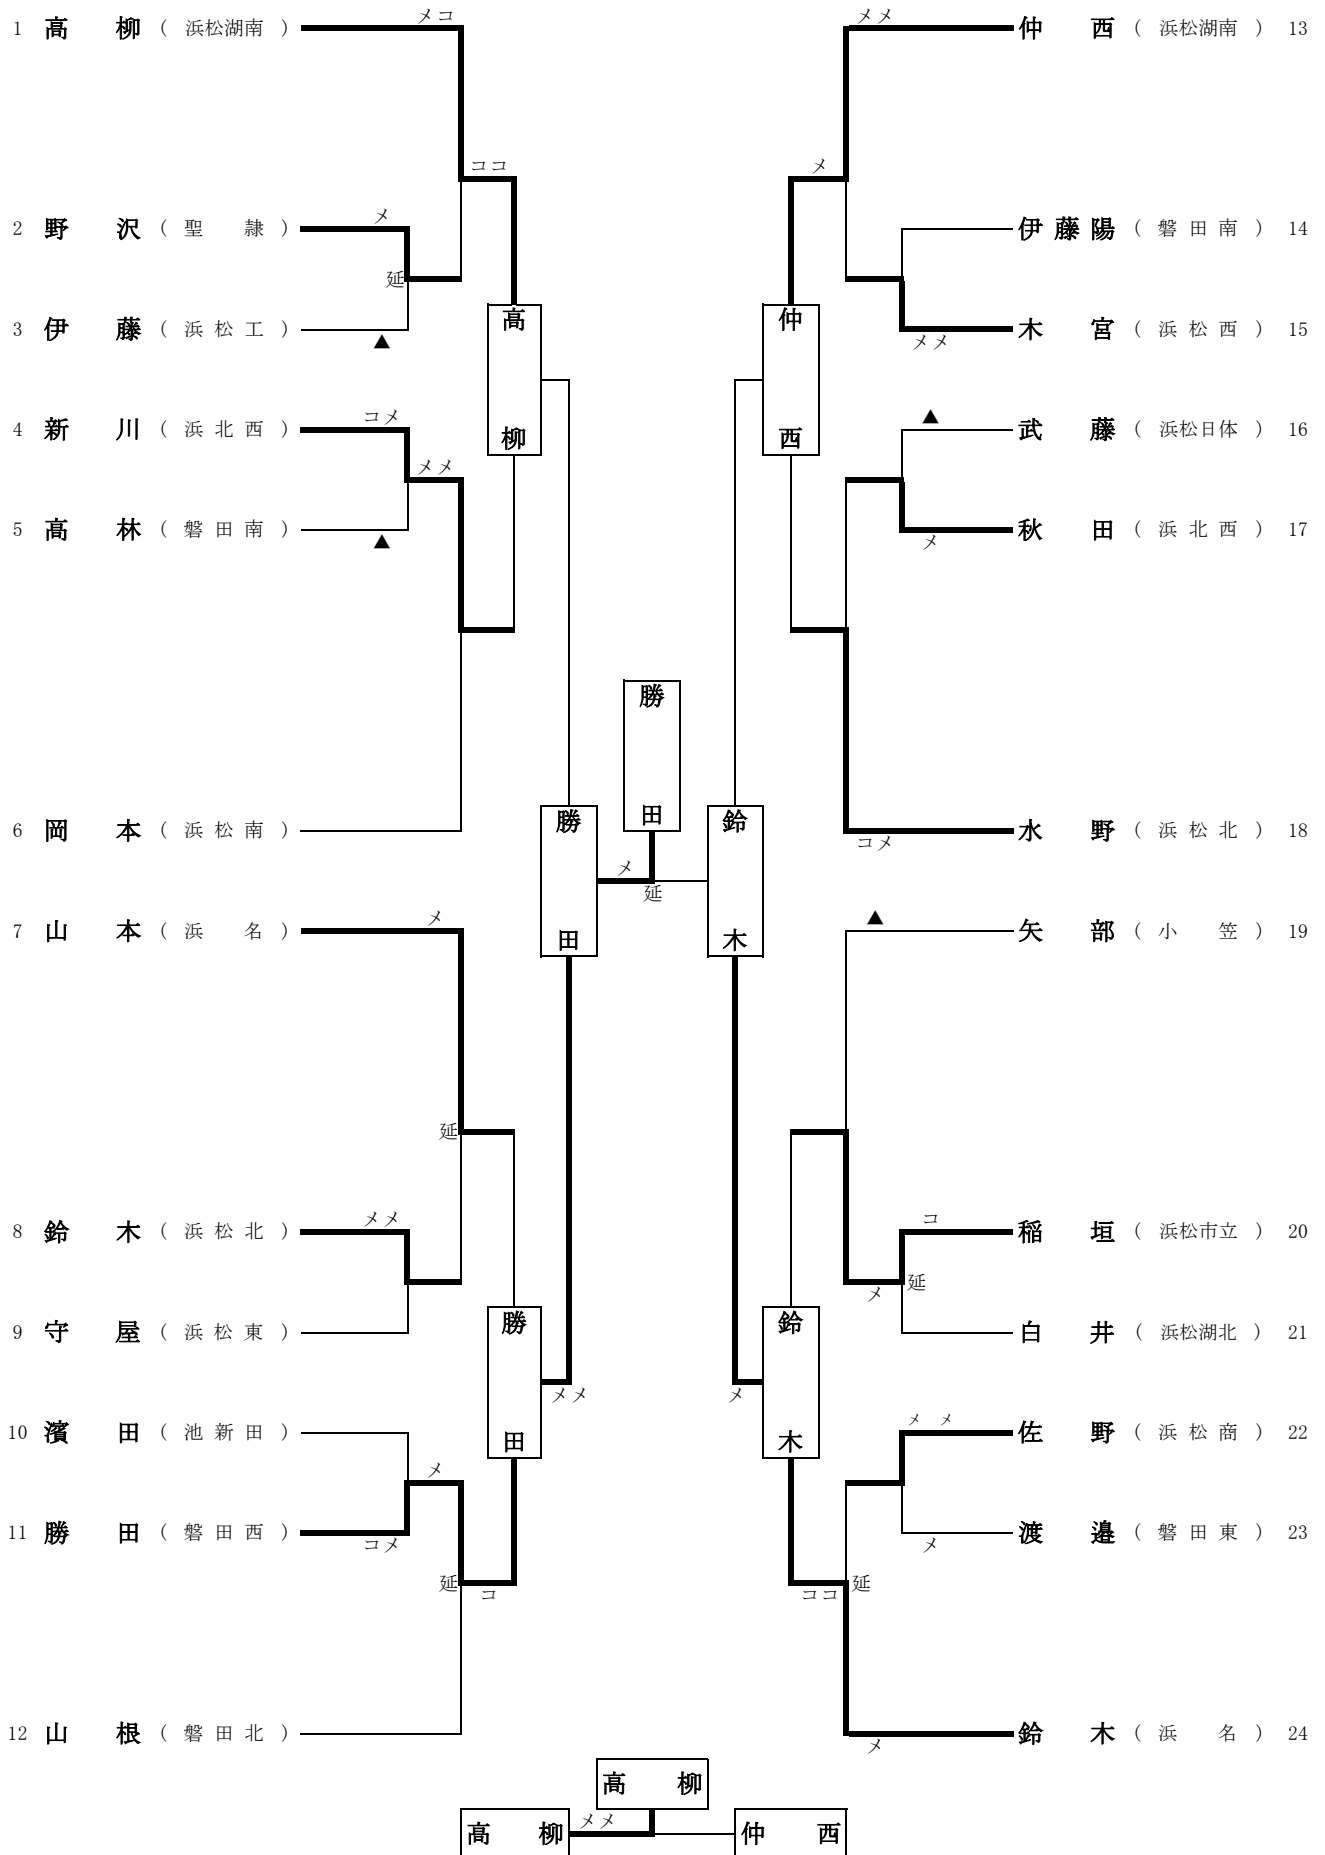 メコ メメ
1 高 柳 ( 浜松湖南 ) 仲 西 ( 浜松湖南 ) 13
ココ メ
メ
2 野 沢 ( 聖 隷 ) 伊 藤 陽 ( 磐 田 南 ) 14
延
高 仲
3 伊 藤 ( 浜 松 工 ) 木 宮 ( 浜 松 西 ) 15
▲ メメ
コメ ▲
4 新 川 ( 浜 北 西 ) 武 藤 ( 浜松日体 ) 16
柳 西
メメ
5 高 林 ( 磐 田 南 ) 秋 田 ( 浜 北 西 ) 17
▲ メ
勝
田
勝 鈴
6 岡 本 ( 浜 松 南 ) 水 野 ( 浜 松 北 ) 18
コメ
メ
延
メ ▲
7 山 本 ( 浜 名 ) 矢 部 ( 小 笠 ) 19
田 木
延
メメ コ
8 鈴 木 ( 浜 松 北 ) 稲 垣 ( 浜松市立 ) 20
延
メ
勝 鈴
9 守 屋 ( 浜 松 東 ) 白 井 ( 浜松湖北 ) 21
メメ メ
メ メ
10 濱 田 ( 池 新 田 ) 佐 野 ( 浜 松 商 ) 22
田 木
メ
11 勝 田 ( 磐 田 西 ) 渡 邉 ( 磐 田 東 ) 23
コメ メ
延 コ ココ 延
12 山 根 ( 磐 田 北 ) 鈴 木 ( 浜 名 ) 24
メ
高 柳
メメ
高 柳 仲 西